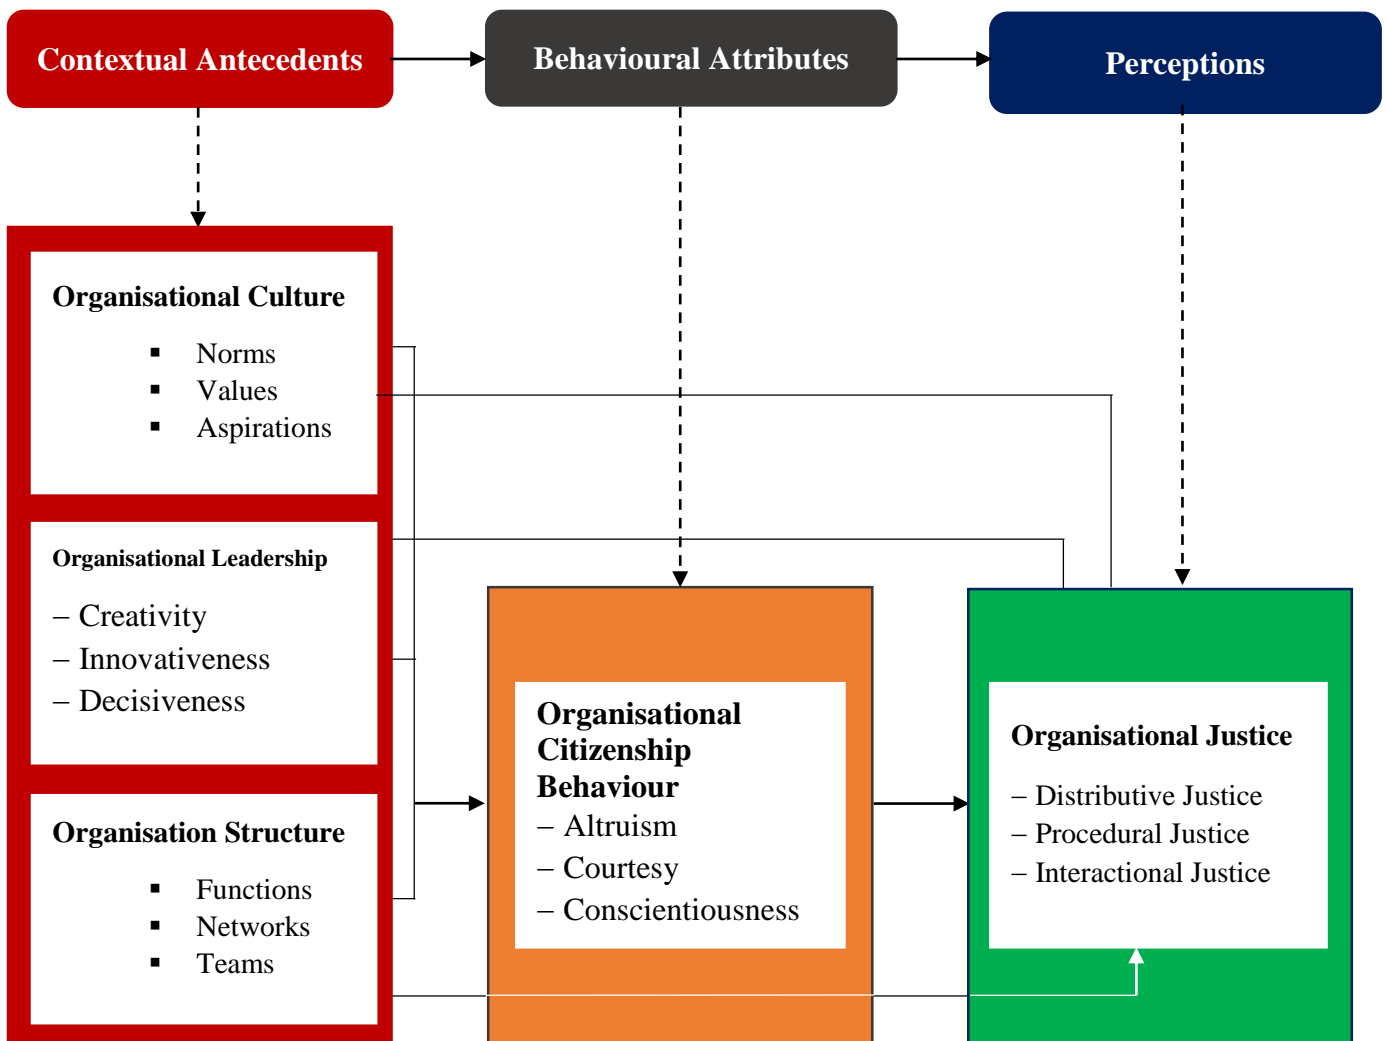 Contextual Antecedents
Behavioural Attributes
Perceptions
Organisational Culture
▪ Norms
▪ Values
▪ Aspirations
Organisational Leadership
– Creativity
– Innovativeness
– Decisiveness
Organisation Structure
▪ Functions
▪ Networks
▪ Teams
Organisational
Citizenship
Behaviour
– Altruism
– Courtesy
– Conscientiousness
Organisational Justice
– Distributive Justice
– Procedural Justice
– Interactional Justice